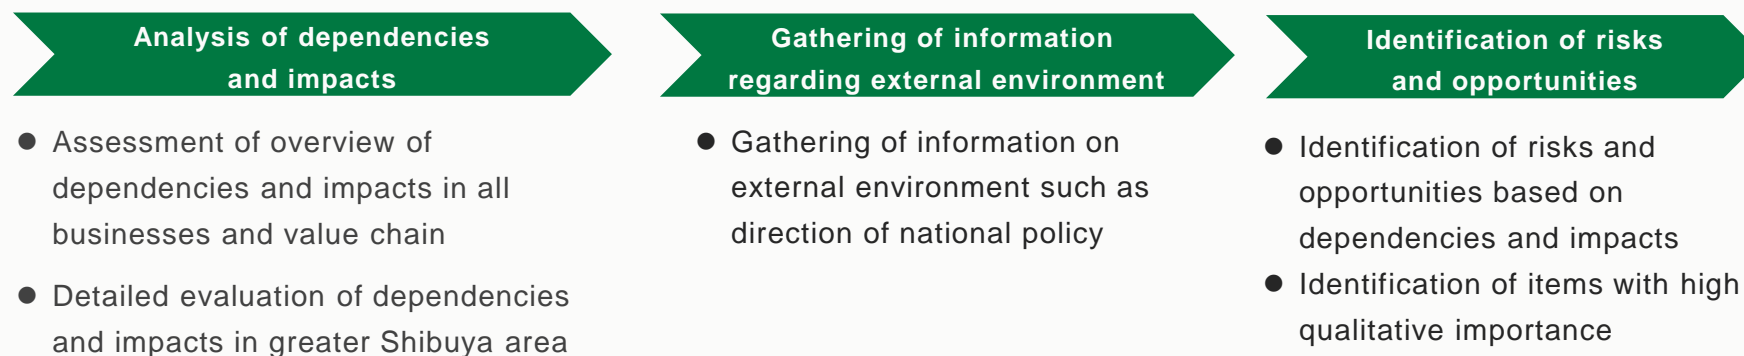 Analysis of dependencies
and impacts
● Assessment of overview of
dependencies and impacts in all
businesses and value chain
● Detailed evaluation of dependencies
and impacts in greater Shibuya area
Gathering of information
regarding external environment
● Gathering of information on
external environment such as
direction of national policy
Identification of risks
and opportunities
● Identification of risks and
opportunities based on
dependencies and impacts
● Identification of items with high
qualitative importance